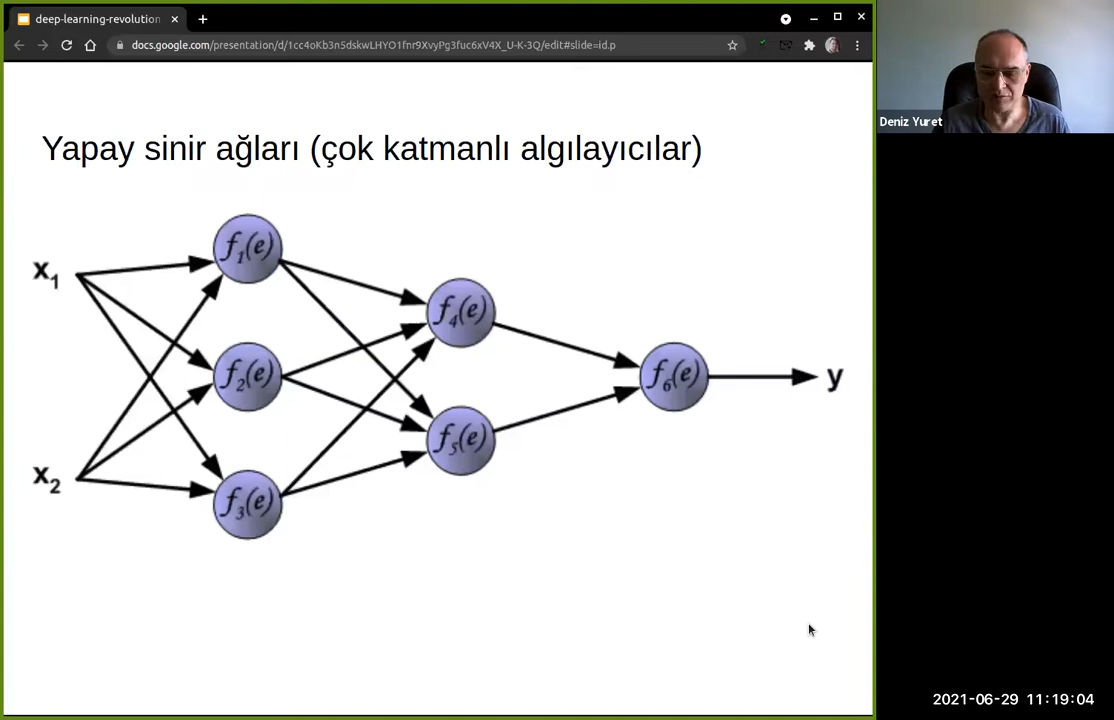 deep-learning-revolution
docs.google.com/presentation/d/1cc4oKb3n5dskwLHYO1fnr9XvyPg3fuc6xV4X_U-K-3Q/edit#slide=id.p
Deniz Yuret
Yapay sinir ağları (çok katmanlı algılayıcılar)
x1
f1(e)
f4(e)
f2(e)
f6(e)
y
f5(e)
x2
f3(e)
2021-06-29 11:19:04